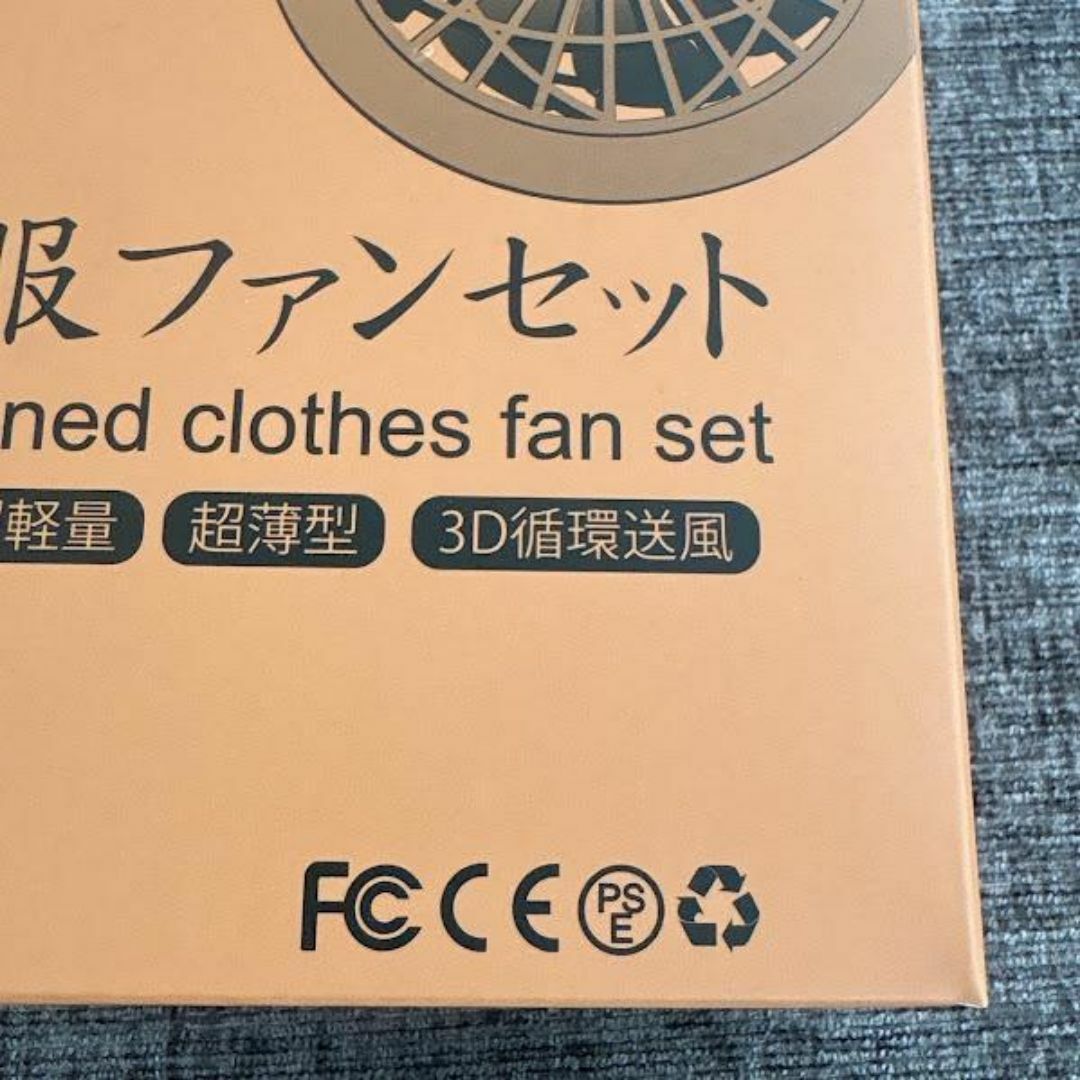 服ファンセット
ned clothes fan set
軽量 超薄型 3D循環送風
FC CE PSE